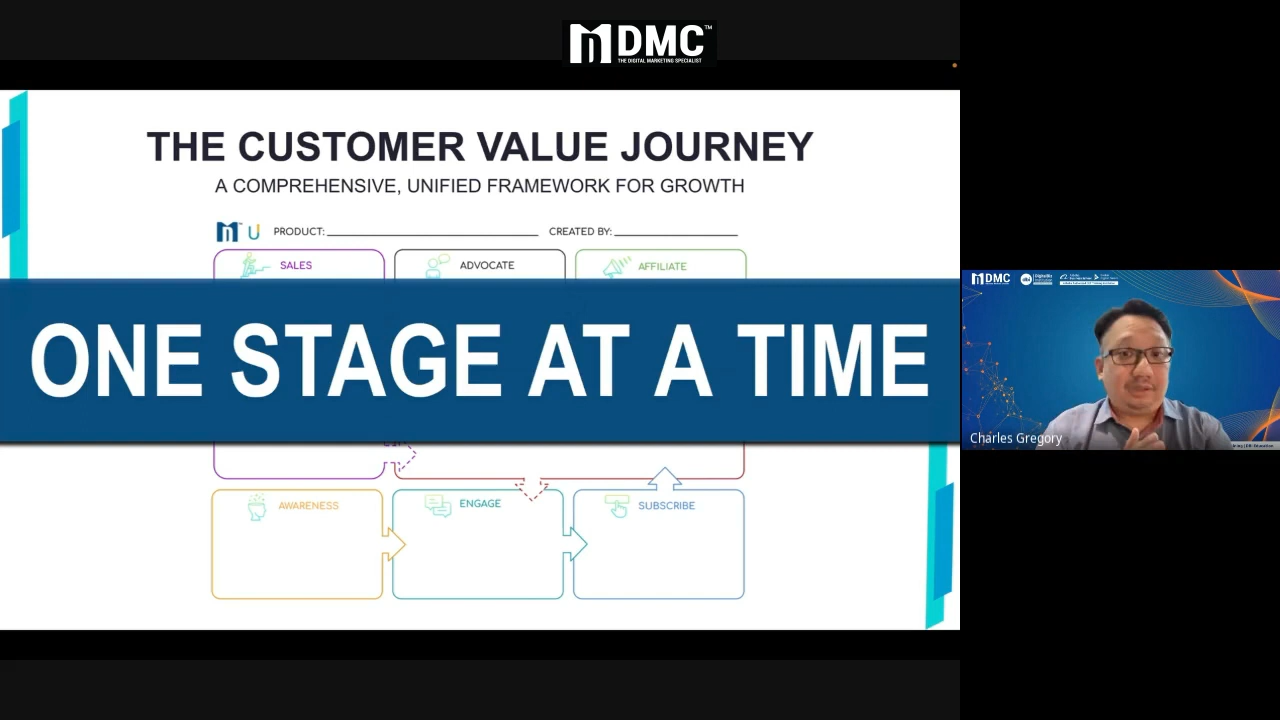 DMC™
THE DIGITAL MARKETING SPECIALIST
THE CUSTOMER VALUE JOURNEY
A COMPREHENSIVE, UNIFIED FRAMEWORK FOR GROWTH
PRODUCT: CREATED BY:
SALES ADVOCATE AFFILIATE
ONE STAGE AT A TIME
AWARENESS ENGAGE SUBSCRIBE
DMC
Charles Gregory